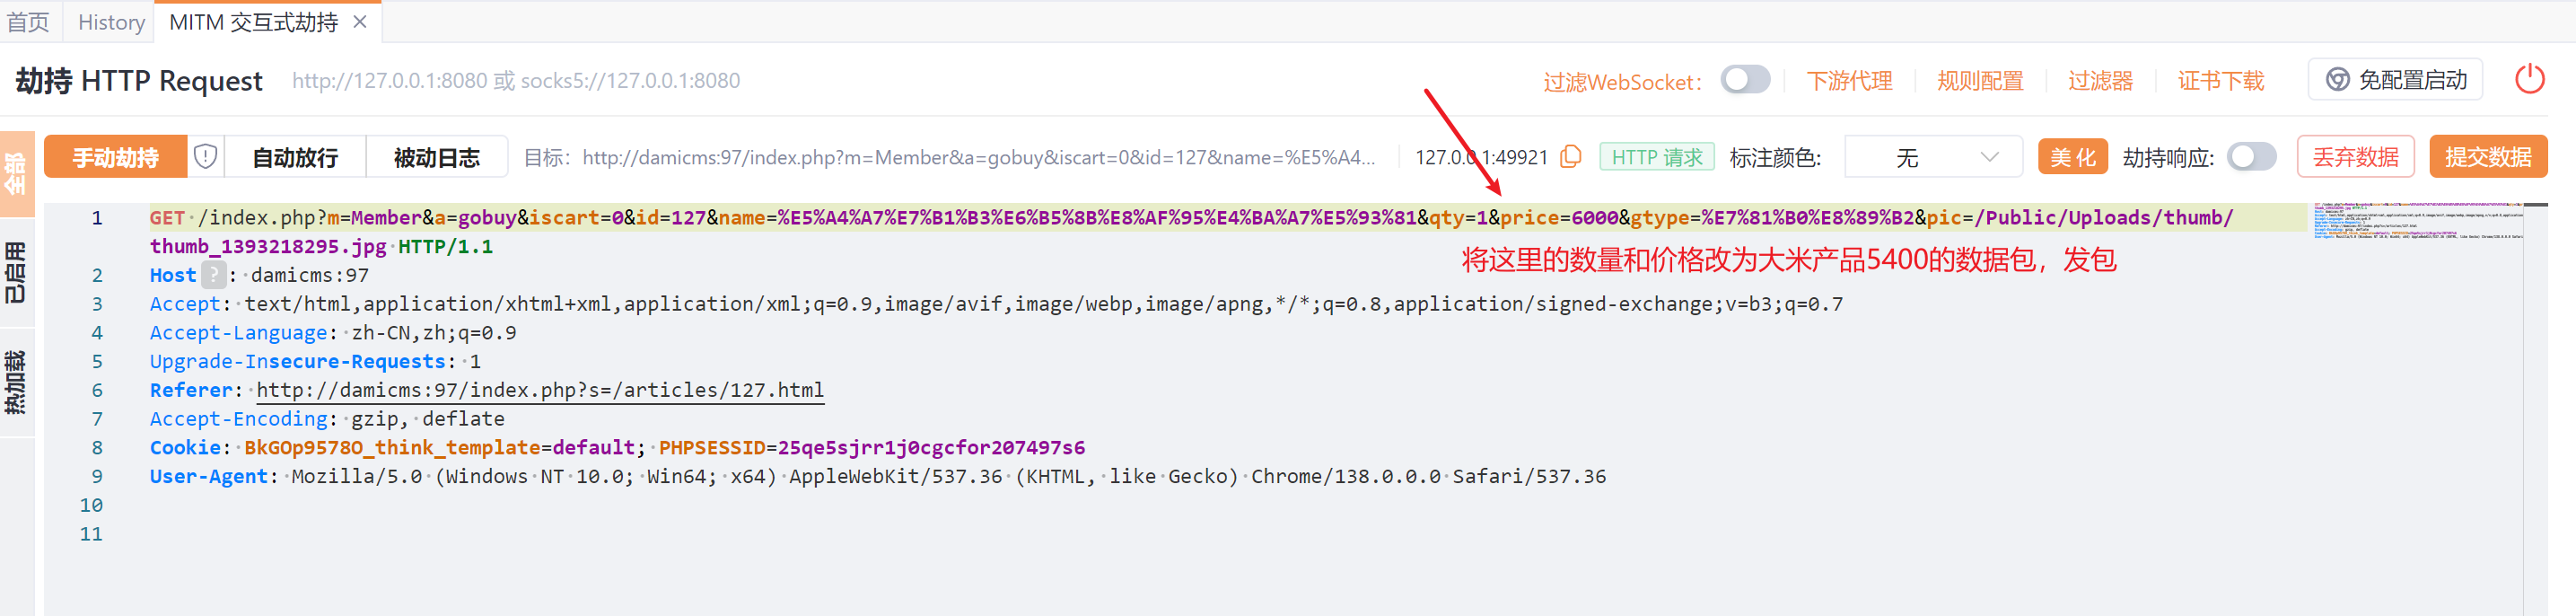 首页 History MITM 交互式劫持 ×
劫持 HTTP Request http://127.0.0.1:8080 或 socks5://127.0.0.1:8080 过滤WebSocket： 下游代理 规则配置 过滤器 证书下载 免配置启动
全部
已启用
热加载
手动劫持 自动放行 被动日志 目标：http://damicms:97/index.php?m=Member&a=gobuy&iscart=0&id=127&name=%E5%A4... 127.0.0.1:49921 HTTP 请求 标注颜色: 无 美化 劫持响应: 丢弃数据 提交数据
1 GET /index.php?m=Member&a=gobuy&iscart=0&id=127&name=%E5%A4%A7%E7%B1%B3%E6%B5%8B%E8%AF%95%E4%BA%A7%E5%93%81&qty=1&price=6000&gtype=%E7%81%B0%E8%89%B2&pic=/Public/Uploads/thumb/
thumb_1393218295.jpg HTTP/1.1
将这里的数量和价格改为大米产品5400的数据包，发包
2 Host ? : damicms:97
3 Accept: text/html,application/xhtml+xml,application/xml;q=0.9,image/avif,image/webp,image/apng,*/*;q=0.8,application/signed-exchange;v=b3;q=0.7
4 Accept-Language: zh-CN,zh;q=0.9
5 Upgrade-Insecure-Requests: 1
6 Referer: http://damicms:97/index.php?s=/articles/127.html
7 Accept-Encoding: gzip, deflate
8 Cookie: BkGOp9578O_think_template=default; PHPSESSID=25qe5sjrr1j0cgcfor207497s6
9 User-Agent: Mozilla/5.0 (Windows NT 10.0; Win64; x64) AppleWebKit/537.36 (KHTML, like Gecko) Chrome/138.0.0.0 Safari/537.36
10
11